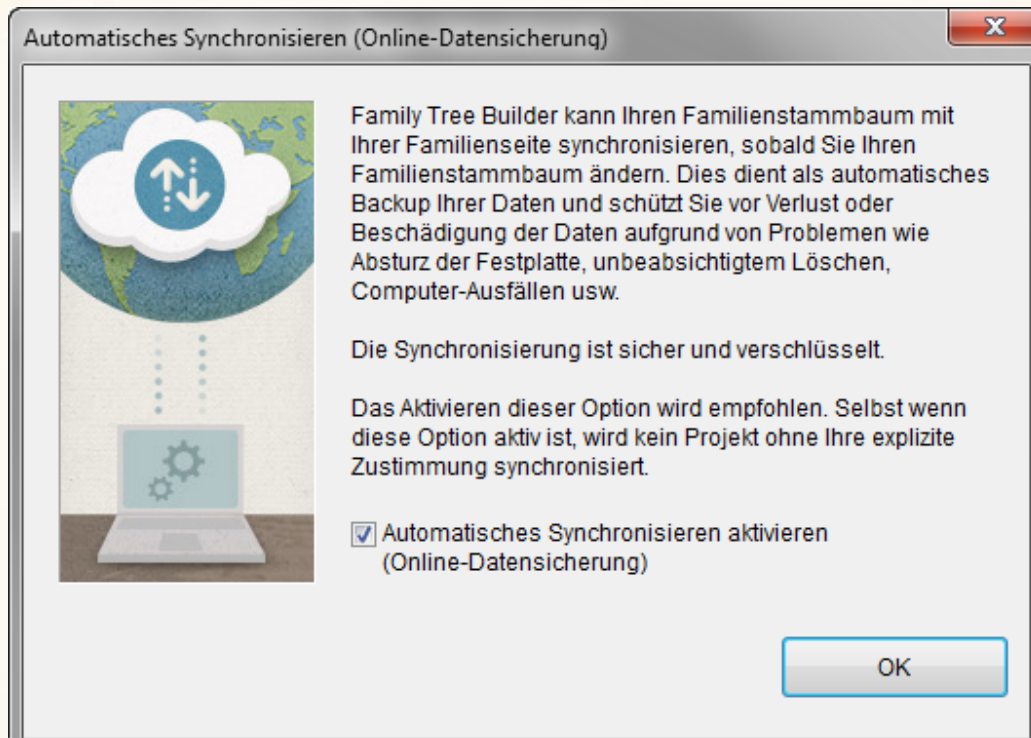 Automatisches Synchronisieren (Online-Datensicherung)
Family Tree Builder kann Ihren Familienstammbaum mit
Ihrer Familienseite synchronisieren, sobald Sie Ihren
Familienstammbaum ändern. Dies dient als automatisches
Backup Ihrer Daten und schützt Sie vor Verlust oder
Beschädigung der Daten aufgrund von Problemen wie
Absturz der Festplatte, unbeabsichtigtem Löschen,
Computer-Ausfällen usw.
Die Synchronisierung ist sicher und verschlüsselt.
Das Aktivieren dieser Option wird empfohlen. Selbst wenn
diese Option aktiv ist, wird kein Projekt ohne Ihre explizite
Zustimmung synchronisiert.
Automatisches Synchronisieren aktivieren
(Online-Datensicherung)
OK